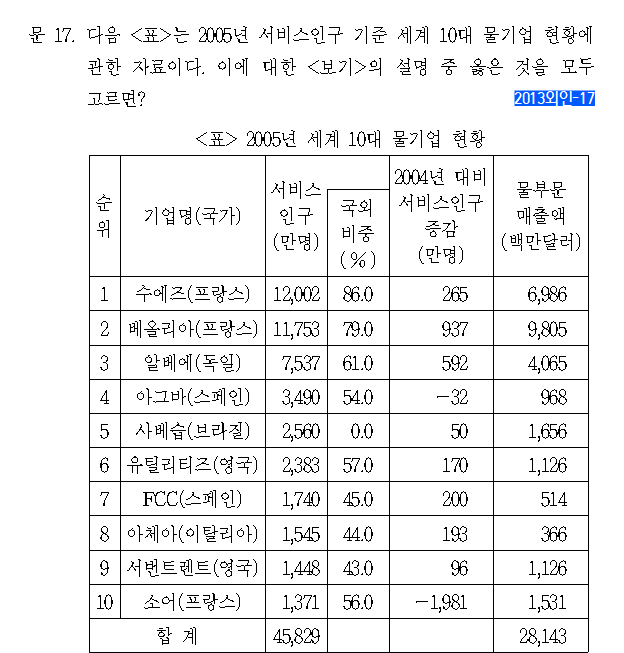 문 17. 다음 <표>는 2005년 서비스인구 기준 세계 10대 물기업 현황에
관한 자료이다. 이에 대한 <보기>의 설명 중 옳은 것을 모두
고르면?
2013외인-17
<표> 2005년 세계 10대 물기업 현황
순위 기업명(국가) 서비스인구(만명) 국외비중(%) 2004년 대비 서비스인구 증감(만명) 물부문 매출액(백만달러)
1 수에즈(프랑스) 12,002 86.0 265 6,986
2 베올리아(프랑스) 11,753 79.0 937 9,805
3 알베에(독일) 7,537 61.0 592 4,065
4 아그바(스페인) 3,490 54.0 −32 968
5 사베습(브라질) 2,560 0.0 50 1,656
6 유틸리티즈(영국) 2,383 57.0 170 1,126
7 FCC(스페인) 1,740 45.0 200 514
8 아체아(이탈리아) 1,545 44.0 193 366
9 서번트렌트(영국) 1,448 43.0 96 1,126
10 소어(프랑스) 1,371 56.0 −1,981 1,531
합 계 45,829 28,143